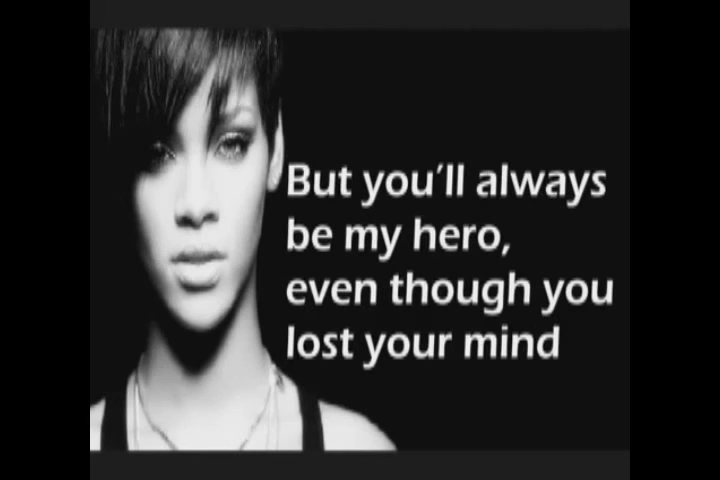 But you'll always
be my hero,
even though you
lost your mind